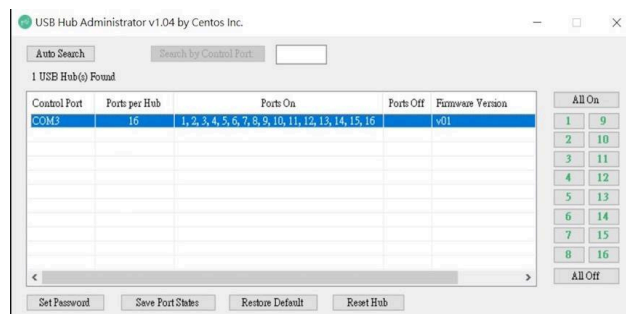 USB Hub Administrator v1.04 by Centos Inc.
Auto Search Search by Control Port
1 USB Hub(s) Found
Control Port Ports per Hub Ports On Ports Off Firmware Version
COM3 16 1, 2, 3, 4, 5, 6, 7, 8, 9, 10, 11, 12, 13, 14, 15, 16 v01
All On
1 9
2 10
3 11
4 12
5 13
6 14
7 15
8 16
All Off
Set Password Save Port States Restore Default Reset Hub